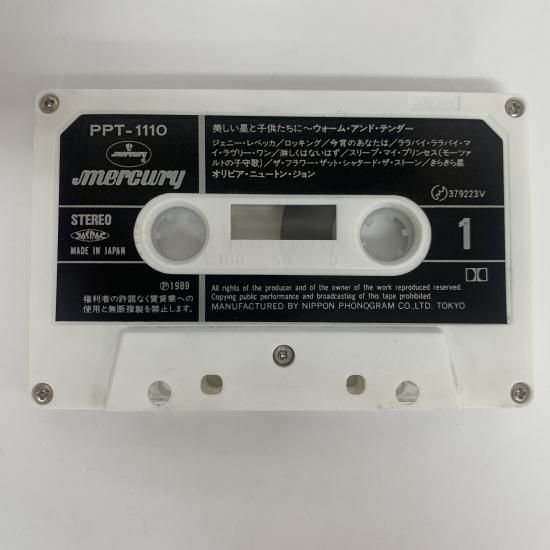 PPT-1110
mercury
mercury
STEREO
MADE IN JAPAN
美しい星と子供たちに〜ウォーム・アンド・テンダー
ジェニー・レベッカ/ロッキング/今宵のあなたは/ララバイ・ララバイ・マ
イ・ラヴリー・ワン/淋しくはないはず/スリープ・マイ・プリンセス(モーツァ
ルトの子守歌)/ザ・フラワー・ザット・シャタード・ザ・ストーン/きらきら星
オリビア・ニュートン・ジョン
379223V
1
100 50 0
Ⓟ1989
権利者の許諾なく賃貸業への
使用と無断複製を禁止します。
All rights of the producer and of the owner of the work reproduced reserved.
Copying public performance and broadcasting of this tape prohibited.
MANUFACTURED BY NIPPON PHONOGRAM CO.,LTD. TOKYO